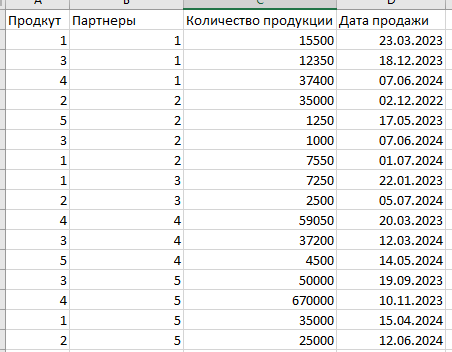 A B C D
Продкут Партнеры Количество продукции Дата продажи
1 1 15500 23.03.2023
3 1 12350 18.12.2023
4 1 37400 07.06.2024
2 2 35000 02.12.2022
5 2 1250 17.05.2023
3 2 1000 07.06.2024
1 2 7550 01.07.2024
1 3 7250 22.01.2023
2 3 2500 05.07.2024
4 4 59050 20.03.2023
3 4 37200 12.03.2024
5 4 4500 14.05.2024
3 5 50000 19.09.2023
4 5 670000 10.11.2023
1 5 35000 15.04.2024
2 5 25000 12.06.2024